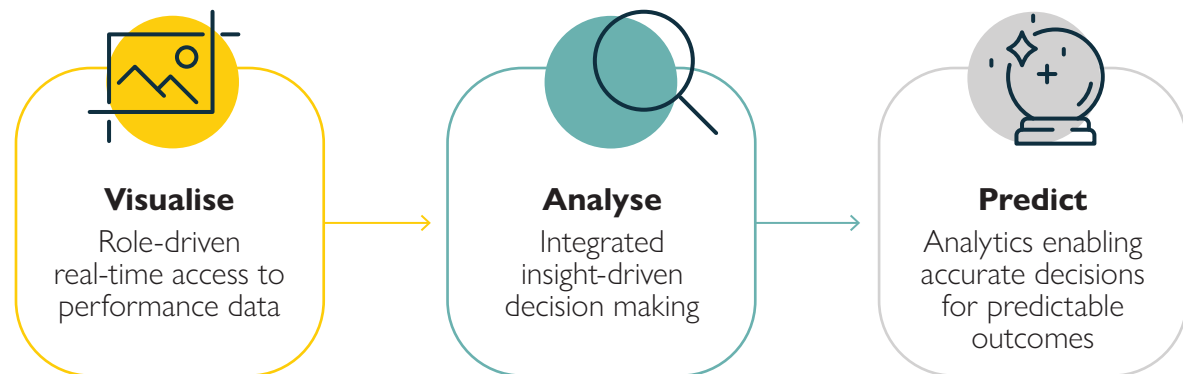 Visualise
Role-driven
real-time access to
performance data
Analyse
Integrated
insight-driven
decision making
Predict
Analytics enabling
accurate decisions
for predictable
outcomes